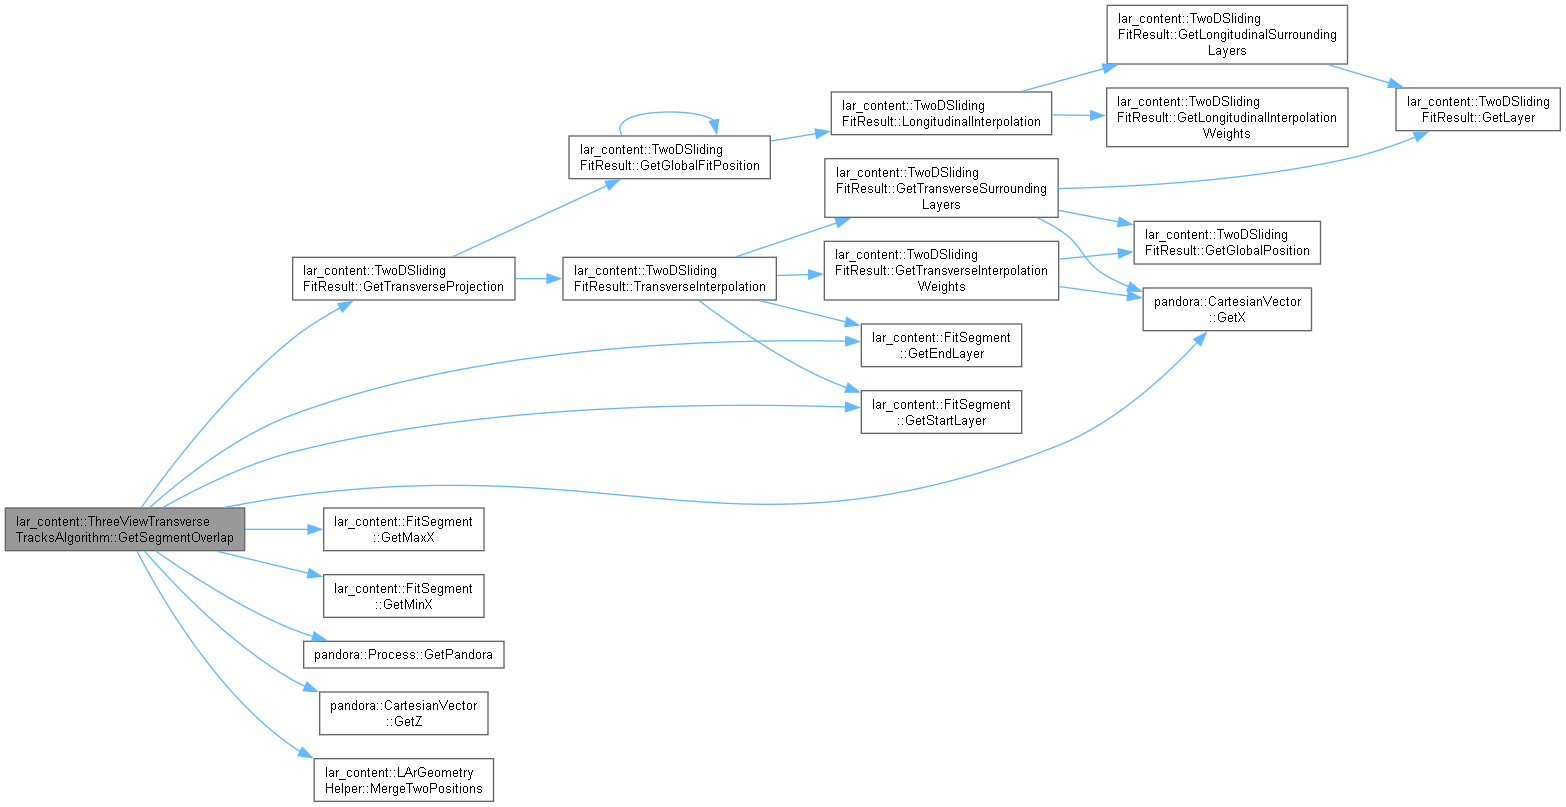 lar_content::TwoDSliding
FitResult::GetLongitudinalSurrounding
Layers
lar_content::TwoDSliding
FitResult::GetLayer
lar_content::TwoDSliding
FitResult::LongitudinalInterpolation
lar_content::TwoDSliding
FitResult::GetLongitudinalInterpolation
Weights
lar_content::TwoDSliding
FitResult::GetGlobalFitPosition
lar_content::TwoDSliding
FitResult::GetTransverseSurrounding
Layers
lar_content::TwoDSliding
FitResult::GetGlobalPosition
lar_content::TwoDSliding
FitResult::GetTransverseProjection
lar_content::TwoDSliding
FitResult::TransverseInterpolation
lar_content::TwoDSliding
FitResult::GetTransverseInterpolation
Weights
pandora::CartesianVector
::GetX
lar_content::FitSegment
::GetEndLayer
lar_content::FitSegment
::GetStartLayer
lar_content::ThreeViewTransverse
TracksAlgorithm::GetSegmentOverlap
lar_content::FitSegment
::GetMaxX
lar_content::FitSegment
::GetMinX
pandora::Process::GetPandora
pandora::CartesianVector
::GetZ
lar_content::LArGeometry
Helper::MergeTwoPositions